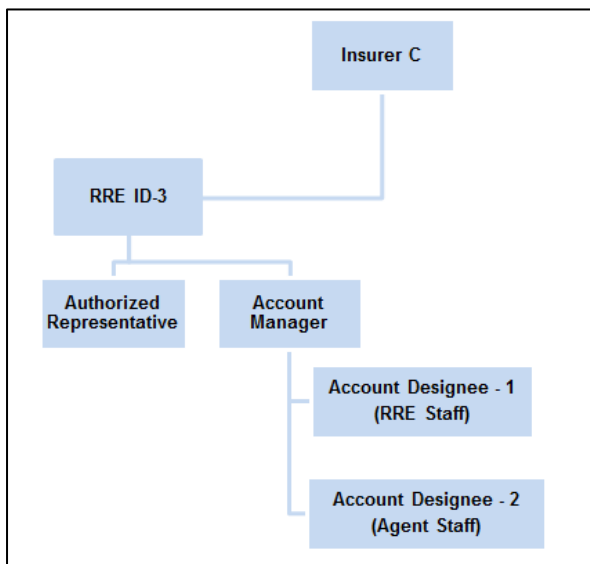 Insurer C
RRE ID-3
Authorized
Representative
Account
Manager
Account Designee - 1
(RRE Staff)
Account Designee - 2
(Agent Staff)